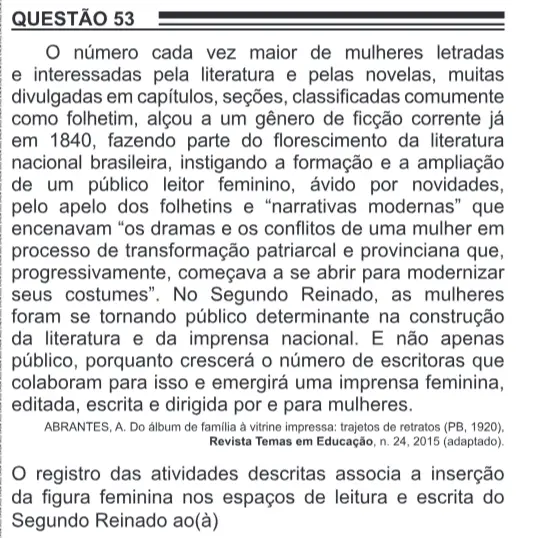 QUESTÃO 53
O número cada vez maior de mulheres letradas
e interessadas pela literatura e pelas novelas, muitas
divulgadas em capítulos, seções, classificadas comumente
como folhetim, alçou a um gênero de ficção corrente já
em 1840, fazendo parte do florescimento da literatura
nacional brasileira, instigando a formação e a ampliação
de um público leitor feminino, ávido por novidades,
pelo apelo dos folhetins e “narrativas modernas” que
encenavam “os dramas e os conflitos de uma mulher em
processo de transformação patriarcal e provinciana que,
progressivamente, começava a se abrir para modernizar
seus costumes”. No Segundo Reinado, as mulheres
foram se tornando público determinante na construção
da literatura e da imprensa nacional. E não apenas
público, porquanto crescerá o número de escritoras que
colaboram para isso e emergirá uma imprensa feminina,
editada, escrita e dirigida por e para mulheres.
ABRANTES, A. Do álbum de família à vitrine impressa: trajetos de retratos (PB, 1920),
Revista Temas em Educação, n. 24, 2015 (adaptado).
O registro das atividades descritas associa a inserção
da figura feminina nos espaços de leitura e escrita do
Segundo Reinado ao(à)